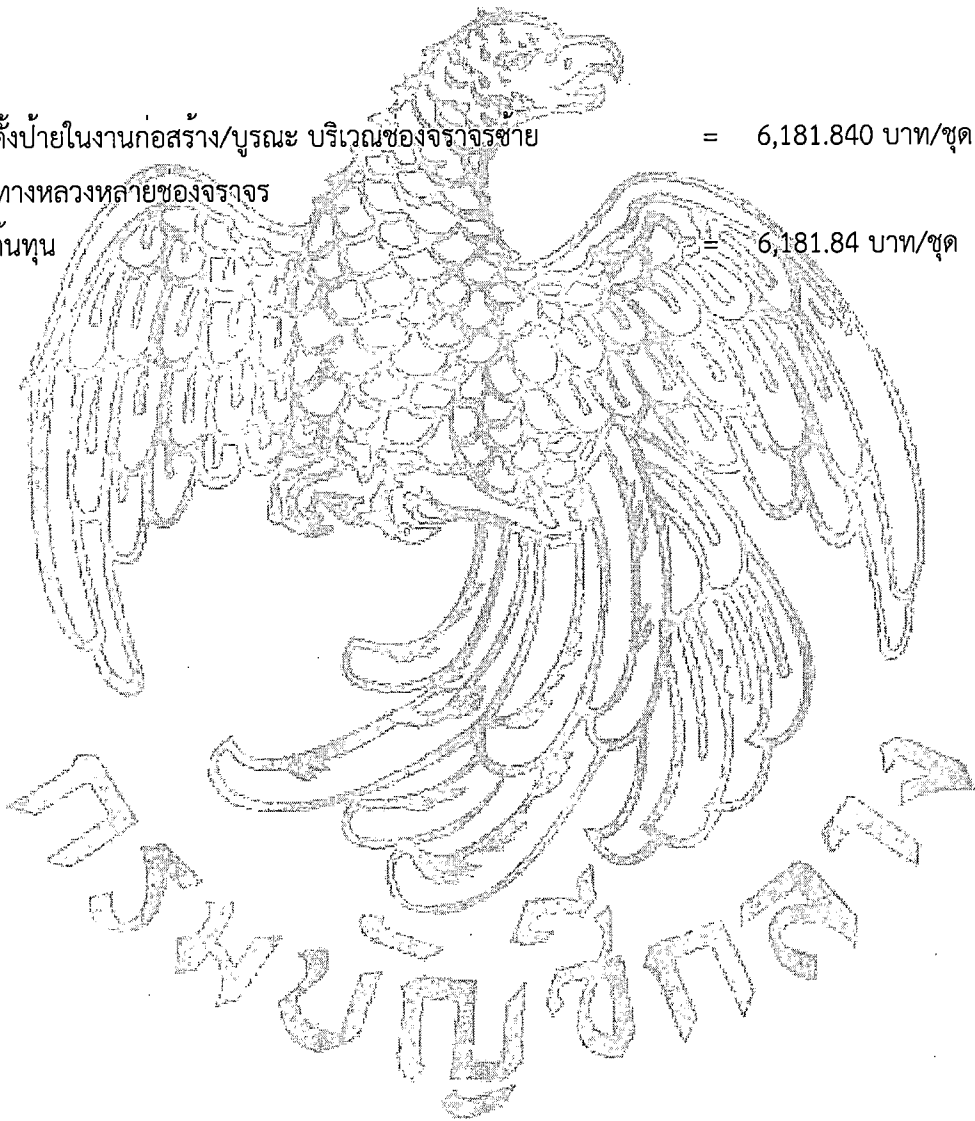 ตั้งป้ายในงานก่อสร้าง/บูรณะ บริเวณช่องจราจรซ้าย = 6,181.840 บาท/ชุด
ทางหลวงหลายช่องจราจร
ต้นทุน = 6,181.84 บาท/ชุด
กรมบัญชีกลาง